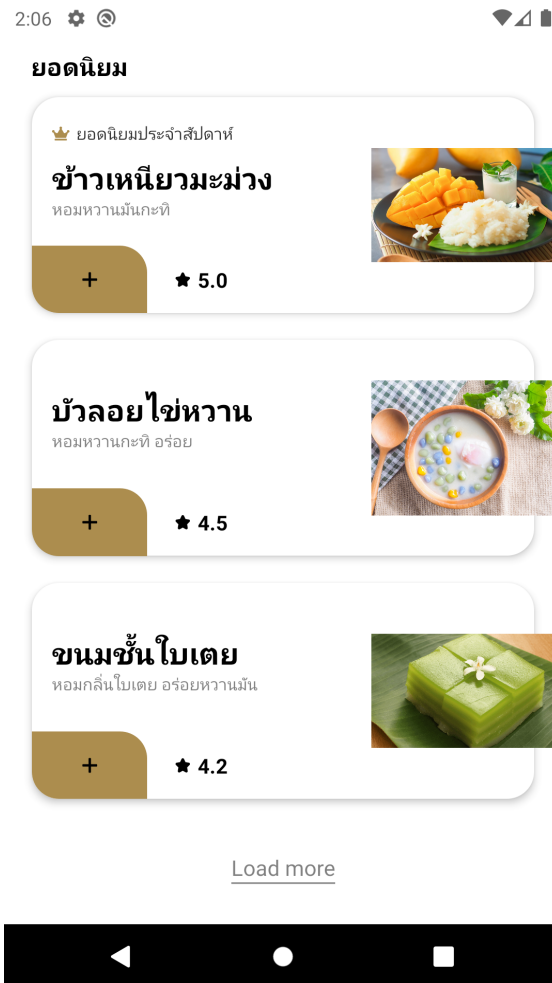 2:06
ยอดนิยม
ยอดนิยมประจำสัปดาห์
ข้าวเหนียวมะม่วง
หอมหวานมันกะทิ
+
5.0
บัวลอยไข่หวาน
หอมหวานกะทิ อร่อย
+
4.5
ขนมชั้นใบเตย
หอมกลิ่นใบเตย อร่อยหวานมัน
+
4.2
Load more